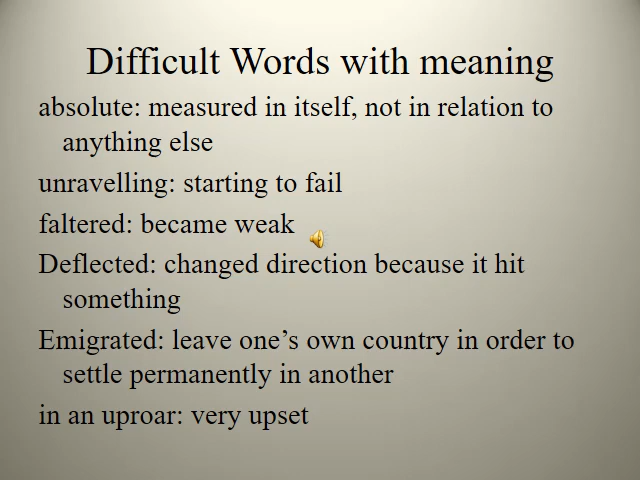 Difficult Words with meaning
absolute: measured in itself, not in relation to
anything else
unravelling: starting to fail
faltered: became weak
Deflected: changed direction because it hit
something
Emigrated: leave one’s own country in order to
settle permanently in another
in an uproar: very upset